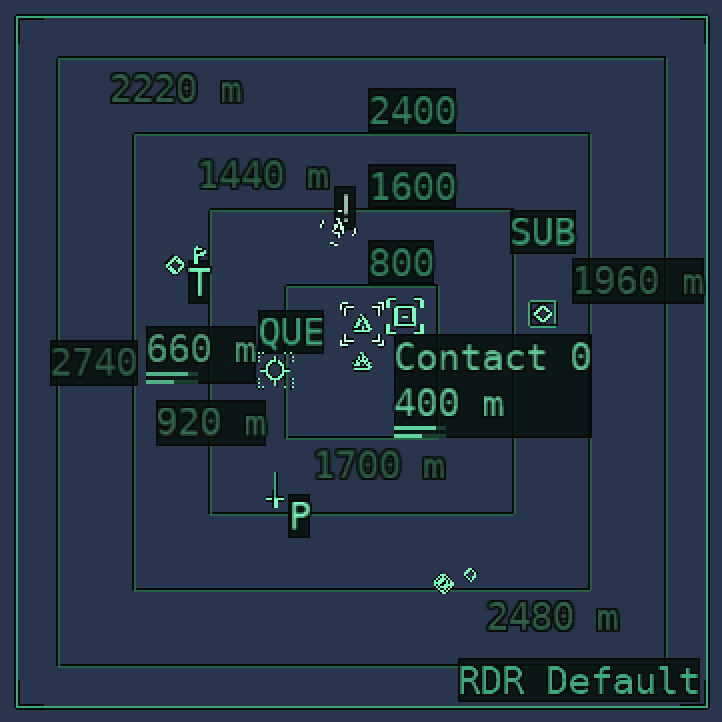 2220 m
2400
1440 m
1600
!
SUB
800
T
1960 m
QUE
660 m
2740
Contact 0
400 m
920 m
1700 m
P
2480 m
RDR Default